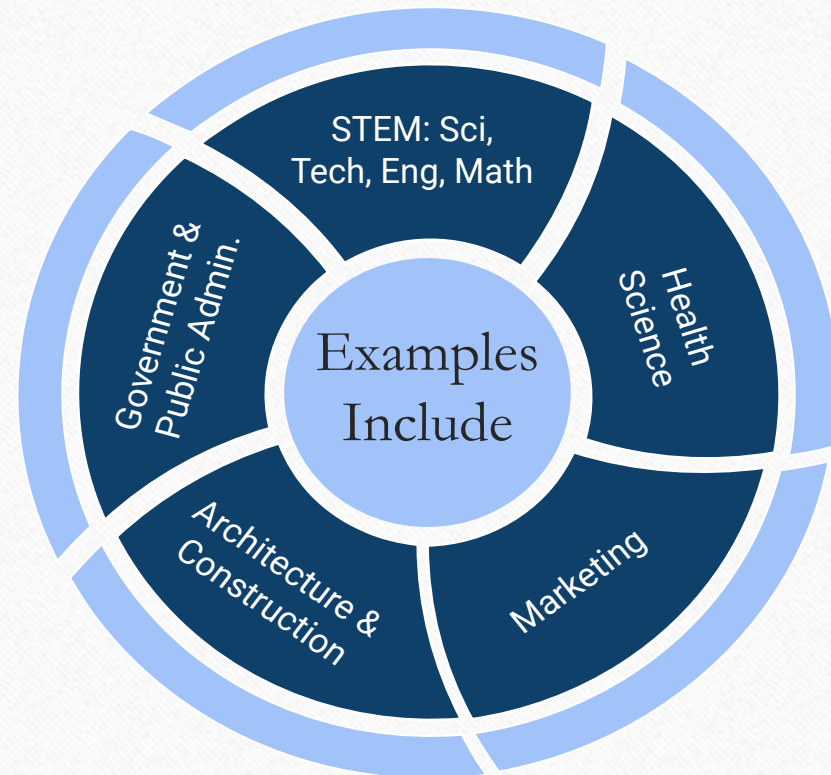 STEM: Sci,
Tech, Eng, Math
Health
Science
Marketing
Architecture &
Construction
Government &
Public Admin.
Examples
Include